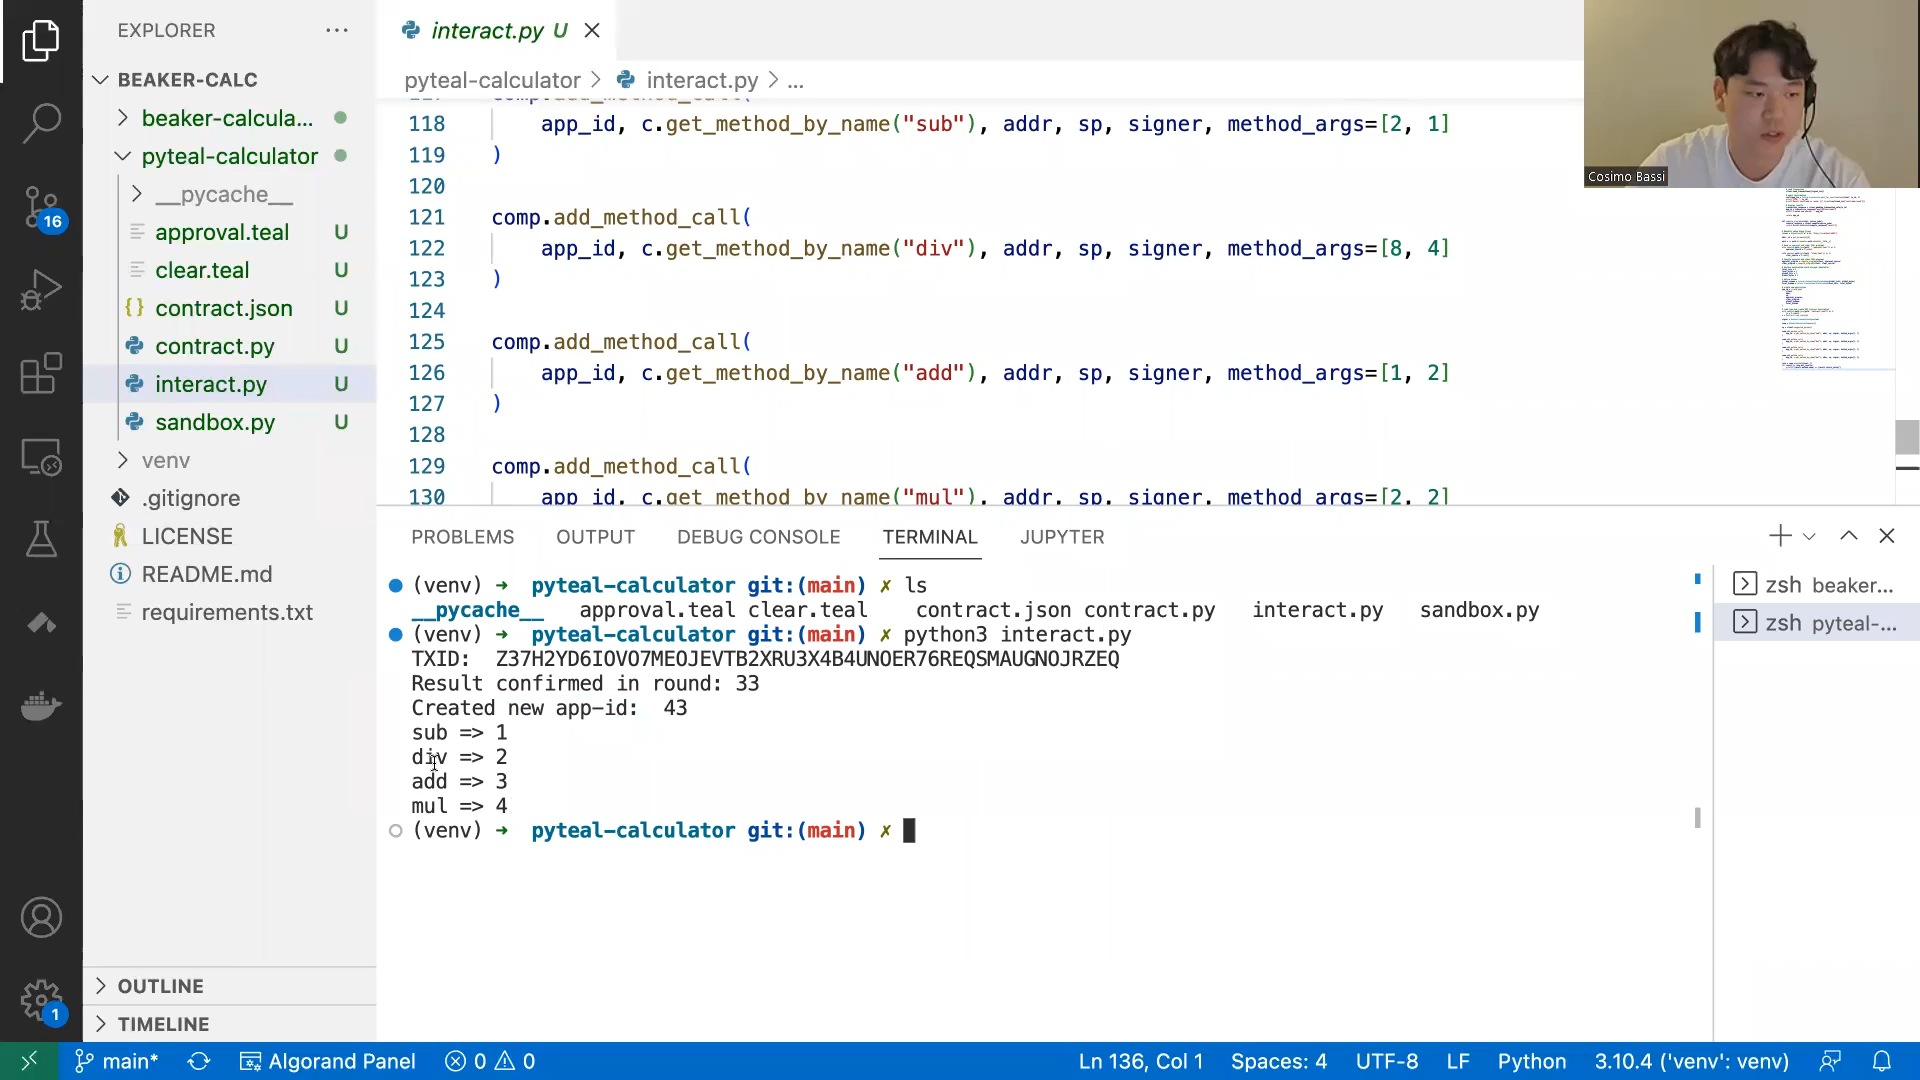 EXPLORER
BEAKER-CALC
beaker-calcula...
pyteal-calculator
__pycache__
approval.teal U
clear.teal U
contract.json U
contract.py U
interact.py U
sandbox.py U
venv
.gitignore
LICENSE
README.md
requirements.txt
OUTLINE
TIMELINE
16
1
interact.py U
pyteal-calculator > interact.py > ...
117 comp.add_method_call(
118 app_id, c.get_method_by_name("sub"), addr, sp, signer, method_args=[2, 1]
119 )
120
121 comp.add_method_call(
122 app_id, c.get_method_by_name("div"), addr, sp, signer, method_args=[8, 4]
123 )
124
125 comp.add_method_call(
126 app_id, c.get_method_by_name("add"), addr, sp, signer, method_args=[1, 2]
127 )
128
129 comp.add_method_call(
130 app_id, c.get_method_by_name("mul"), addr, sp, signer, method_args=[2, 2]
Cosimo Bassi
PROBLEMS OUTPUT DEBUG CONSOLE TERMINAL JUPYTER
(venv) ➜ pyteal-calculator git:(main) ✗ ls
__pycache__ approval.teal clear.teal contract.json contract.py interact.py sandbox.py
(venv) ➜ pyteal-calculator git:(main) ✗ python3 interact.py
TXID: Z37H2YD6IOVO7MEOJEVTB2XRU3X4B4UNOER76REQSMAUGNOJRZEQ
Result confirmed in round: 33
Created new app-id: 43
sub => 1
div => 2
add => 3
mul => 4
(venv) ➜ pyteal-calculator git:(main) ✗
zsh beaker...
zsh pyteal-...
main* Algorand Panel 0 0 Ln 136, Col 1 Spaces: 4 UTF-8 LF Python 3.10.4 ('venv': venv)